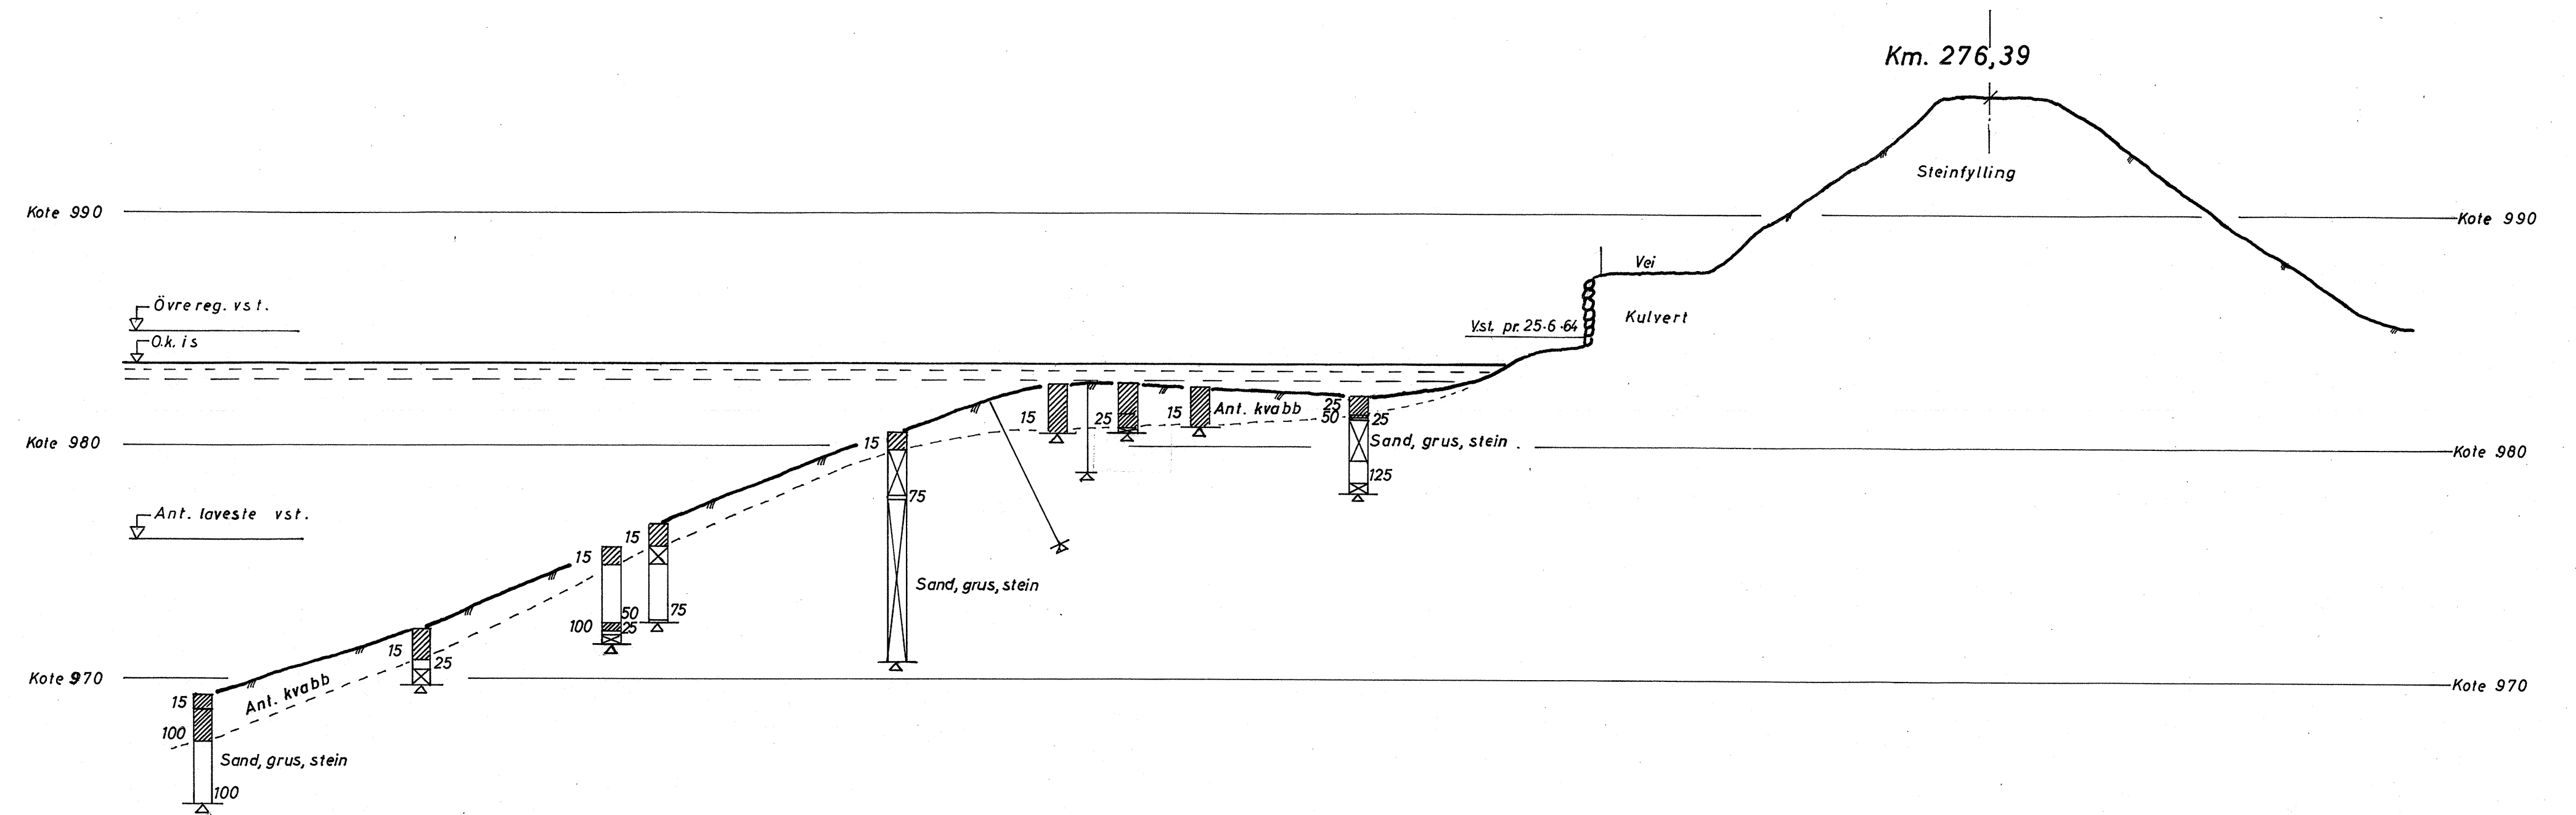 Km. 276,39
Steinfylling
Kote 990
Kote 990
Vei
Övre reg. vst.
Kulvert
V.st. pr. 25-6-64
O.k. is
15
25
15
Ant. kvabb
25
50
25
Kote 980
15
Sand, grus, stein
Kote 980
125
75
Ant. laveste vst.
15
15
Sand, grus, stein
50
75
100
25
15
25
Kote 970
Kote 970
Ant. kvabb
15
100
Sand, grus, stein
100